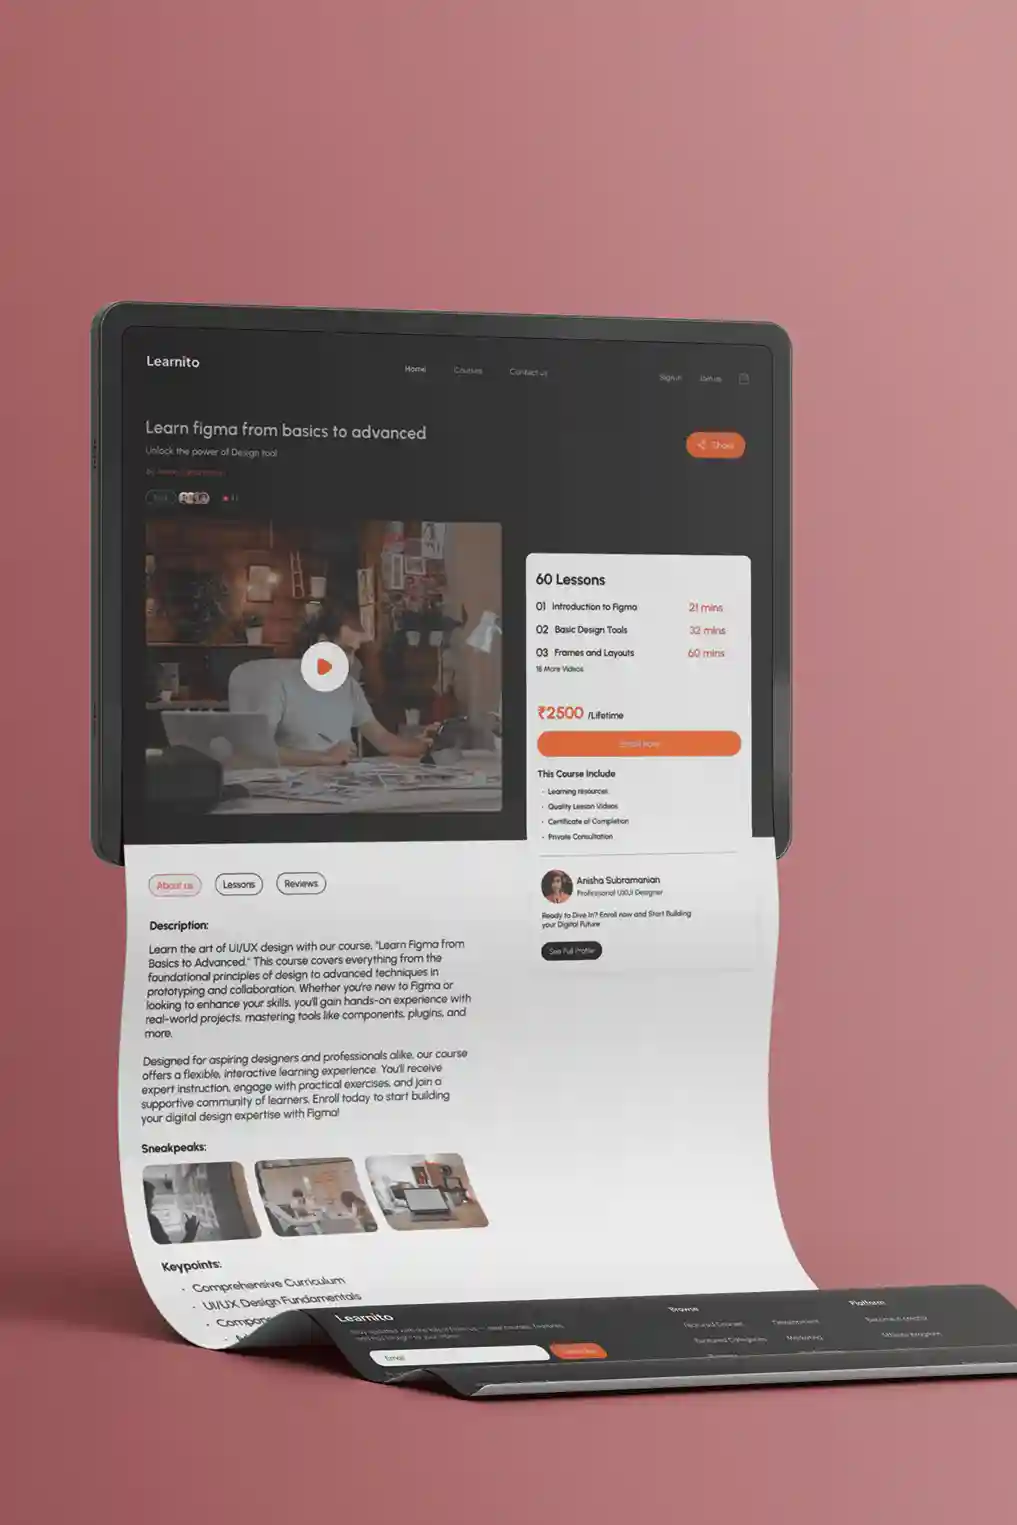 Learnito
Home Courses Contact us
Sign in Join us
Learn figma from basics to advanced
Unlock the power of Design tool
Share
60 Lessons
01 Introduction to Figma 21 mins
02 Basic Design Tools 32 mins
03 Frames and Layouts 60 mins
16 More Videos
₹2500 /Lifetime
Enroll now
This Course Include
· Learning resources
· Quality Lesson Videos
· Certificate of Completion
· Private Consultation
Anisha Subramanian
Professional UX/UI Designer
Ready to Dive In? Enroll now and Start Building
your Digital Future
See Full Profile
About us Lessons Reviews
Description:
Learn the art of UI/UX design with our course, "Learn Figma from
Basics to Advanced." This course covers everything from the
foundational principles of design to advanced techniques in
prototyping and collaboration. Whether you're new to Figma or
looking to enhance your skills, you'll gain hands-on experience with
real-world projects, mastering tools like components, plugins, and
more.
Designed for aspiring designers and professionals alike, our course
offers a flexible, interactive learning experience. You'll receive
expert instruction, engage with practical exercises, and join a
supportive community of learners. Enroll today to start building
your digital design expertise with Figma!
Sneakpeaks:
Keypoints:
· Comprehensive Curriculum
· UI/UX Design Fundamentals
· Compon
Learnito
Email
Browse
Featured Categories
Development
Marketing
Platform
Become a creator
Affiliate Program